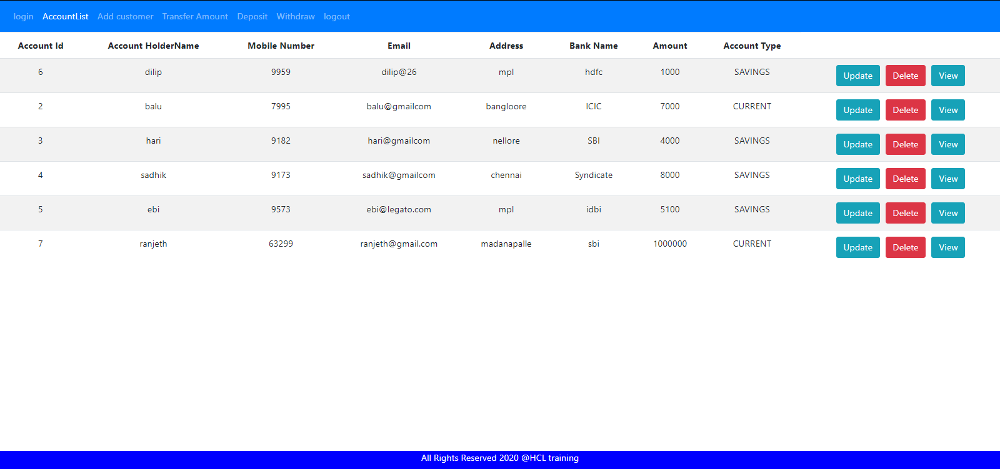 login AccountList Add customer Transfer Amount Deposit Withdraw logout
Account Id Account HolderName Mobile Number Email Address Bank Name Amount Account Type
6 dilip 9959 dilip@26 mpl hdfc 1000 SAVINGS Update Delete View
2 balu 7995 balu@gmailcom bangloore ICIC 7000 CURRENT Update Delete View
3 hari 9182 hari@gmailcom nellore SBI 4000 SAVINGS Update Delete View
4 sadhik 9173 sadhik@gmailcom chennai Syndicate 8000 SAVINGS Update Delete View
5 ebi 9573 ebi@legato.com mpl idbi 5100 SAVINGS Update Delete View
7 ranjeth 63299 ranjeth@gmail.com madanapalle sbi 1000000 CURRENT Update Delete View
All Rights Reserved 2020 @HCL training